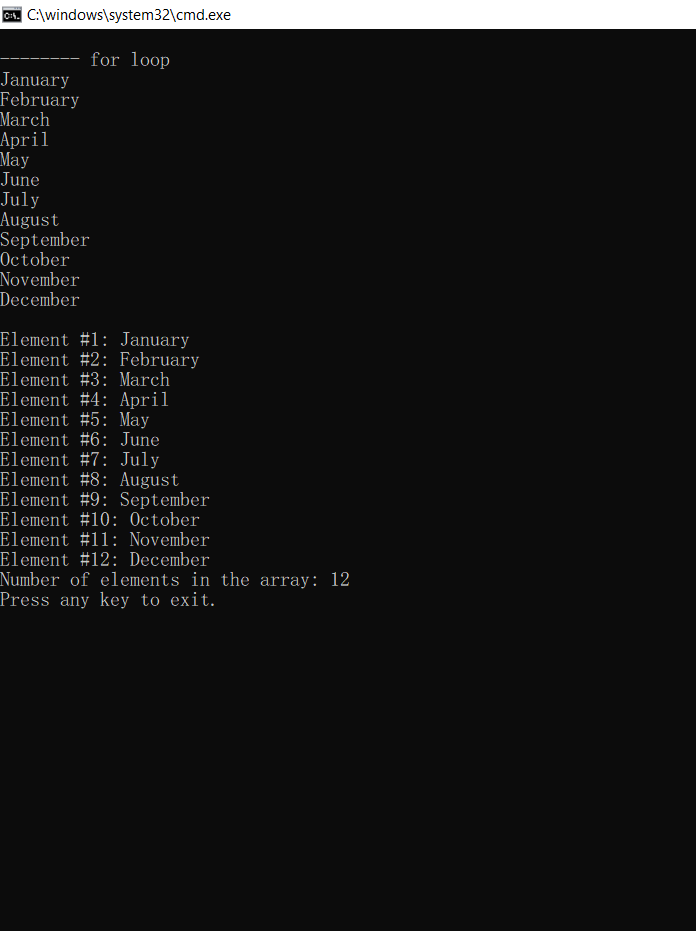 C:\windows\system32\cmd.exe
-------- for loop
January
February
March
April
May
June
July
August
September
October
November
December
Element #1: January
Element #2: February
Element #3: March
Element #4: April
Element #5: May
Element #6: June
Element #7: July
Element #8: August
Element #9: September
Element #10: October
Element #11: November
Element #12: December
Number of elements in the array: 12
Press any key to exit.